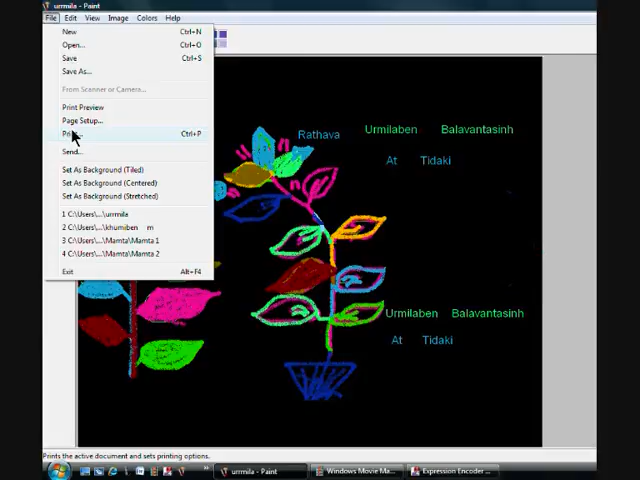 urrmila - Paint
File Edit View Image Colors Help
New Ctrl+N
Open... Ctrl+O
Save Ctrl+S
Save As...
From Scanner or Camera...
Print Preview
Page Setup...
Ctrl+P
Send...
Set As Background (Tiled)
Set As Background (Centered)
Set As Background (Stretched)
1 C:\Users\...\urrmila
2 C:\Users\...\khumiben m
3 C:\Users\...\Mamta\Mamta 1
4 C:\Users\...\Mamta\Mamta 2
Exit Alt+F4
Rathava Urmilaben Balavantasinh
At Tidaki
Urmilaben Balavantasinh
At Tidaki
Prints the active document and sets printing options.
urrmila - Paint Windows Movie Ma... Expression Encoder ...